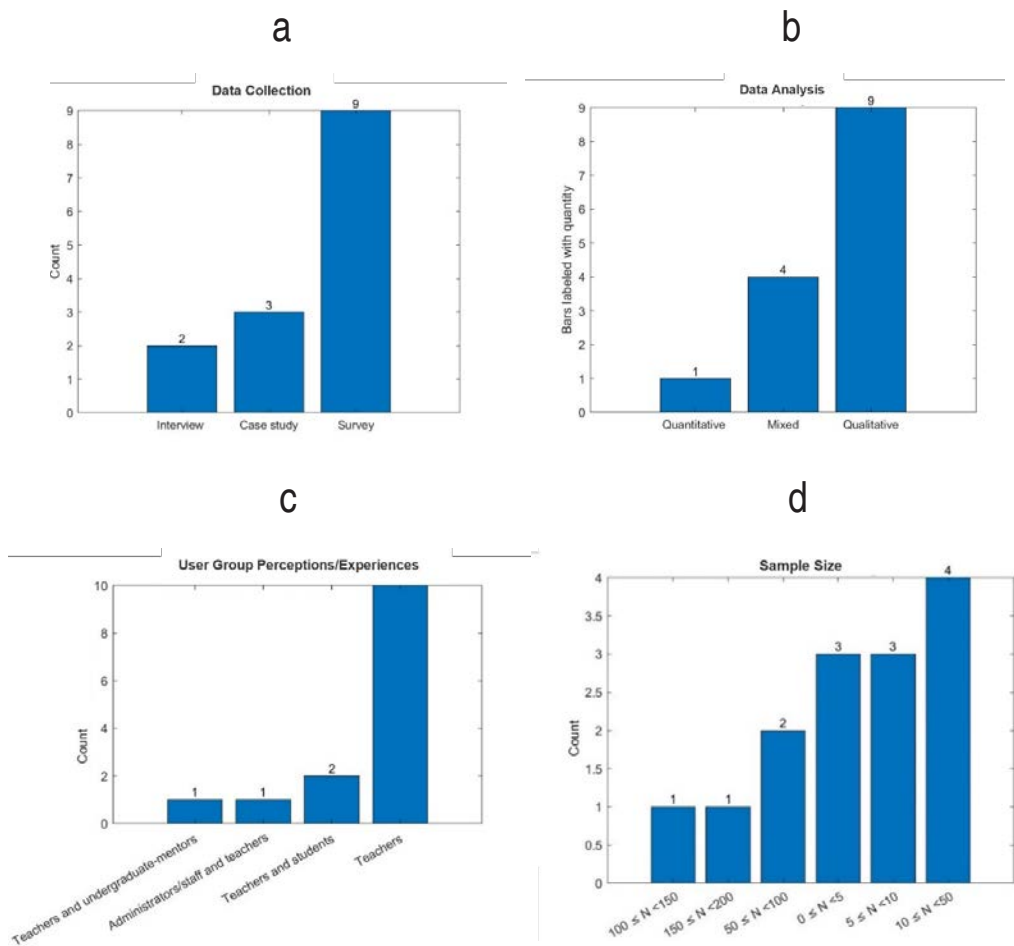 a
Data Collection
9
8
7
6
5
4
3
2
1
0
Count
2
3
9
Interview Case study Survey
b
Data Analysis
9
8
7
6
5
4
3
2
1
0
Bars labeled with quantity
1
4
9
Quantitative Mixed Qualitative
c
User Group Perceptions/Experiences
10
8
6
4
2
0
Count
1
1
2
Teachers and undergraduate-mentors
Administrators/staff and teachers
Teachers and students
Teachers
d
Sample Size
4
3.5
3
2.5
2
1.5
1
0.5
0
Count
1
1
2
3
3
4
100 ≤ N <150
150 ≤ N <200
50 ≤ N <100
0 ≤ N <5
5 ≤ N <10
10 ≤ N <50